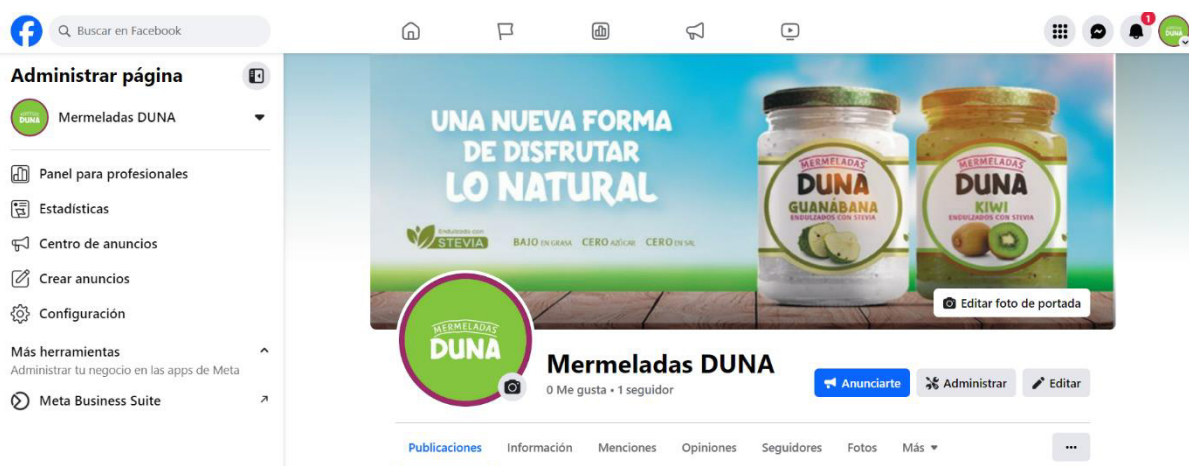 Buscar en Facebook
1
DUNA
Administrar página
Mermeladas DUNA
DUNA
Panel para profesionales
Estadísticas
Centro de anuncios
Crear anuncios
Configuración
Más herramientas
Administrar tu negocio en las apps de Meta
Meta Business Suite
UNA NUEVA FORMA
DE DISFRUTAR
LO NATURAL
Endulzado con
STEVIA
BAJO EN GRASA CERO AZÚCAR CERO EN SAL
MERMELADAS
DUNA
GUANÁBANA
ENDULZADOS CON STEVIA
MERMELADAS
DUNA
KIWI
ENDULZADOS CON STEVIA
Editar foto de portada
MERMELADAS
DUNA
Mermeladas DUNA
0 Me gusta • 1 seguidor
Anunciarte
Administrar
Editar
Publicaciones
Información
Menciones
Opiniones
Seguidores
Fotos
Más